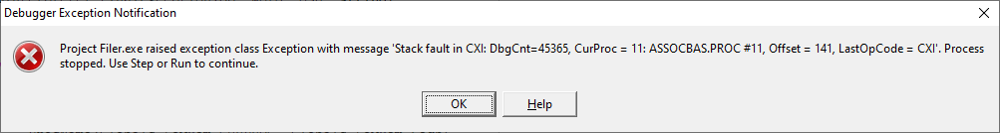 Debugger Exception Notification
Project Filer.exe raised exception class Exception with message 'Stack fault in CXI: DbgCnt=45365, CurProc = 11: ASSOCBAS.PROC #11, Offset = 141, LastOpCode = CXI'. Process
stopped. Use Step or Run to continue.
OK
Help